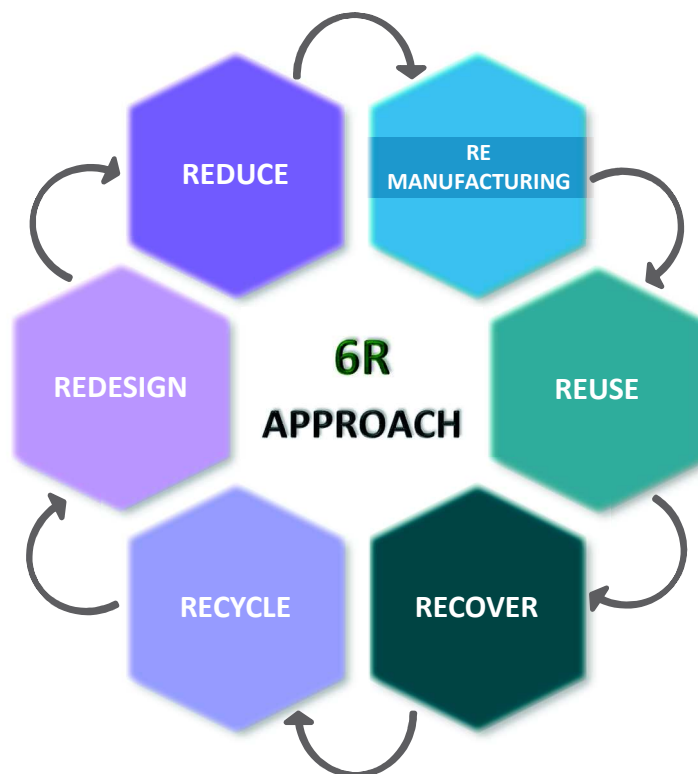 REDUCE
RE
MANUFACTURING
REDESIGN
6R
APPROACH
REUSE
RECYCLE
RECOVER